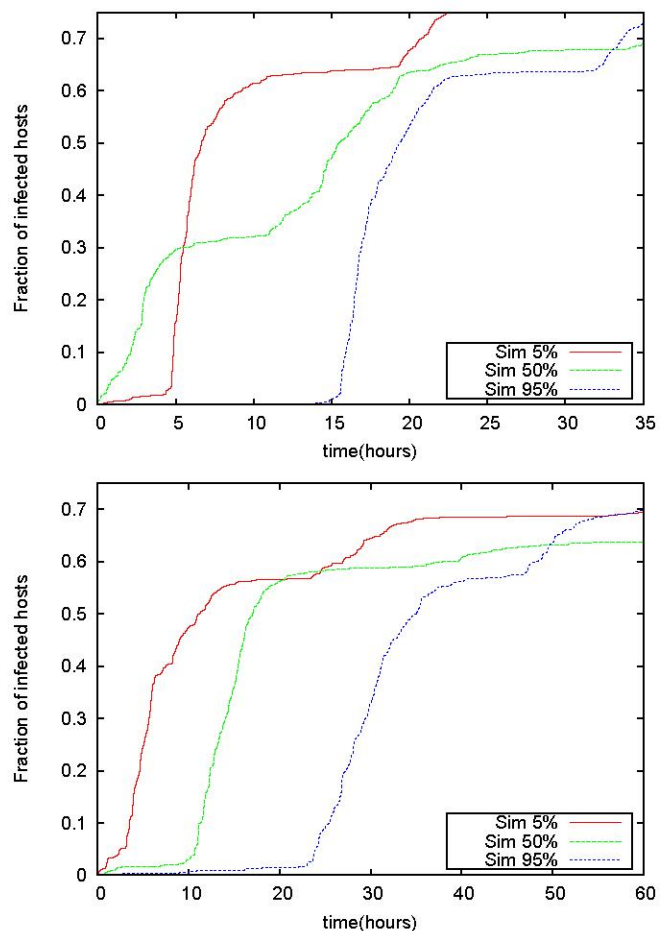 0.7
0.6
0.5
0.4
0.3
0.2
0.1
0
Fraction of infected hosts
Sim 5%
Sim 50%
Sim 95%
0 5 10 15 20 25 30 35
time(hours)
0.7
0.6
0.5
0.4
0.3
0.2
0.1
0
Fraction of infected hosts
Sim 5%
Sim 50%
Sim 95%
0 10 20 30 40 50 60
time(hours)